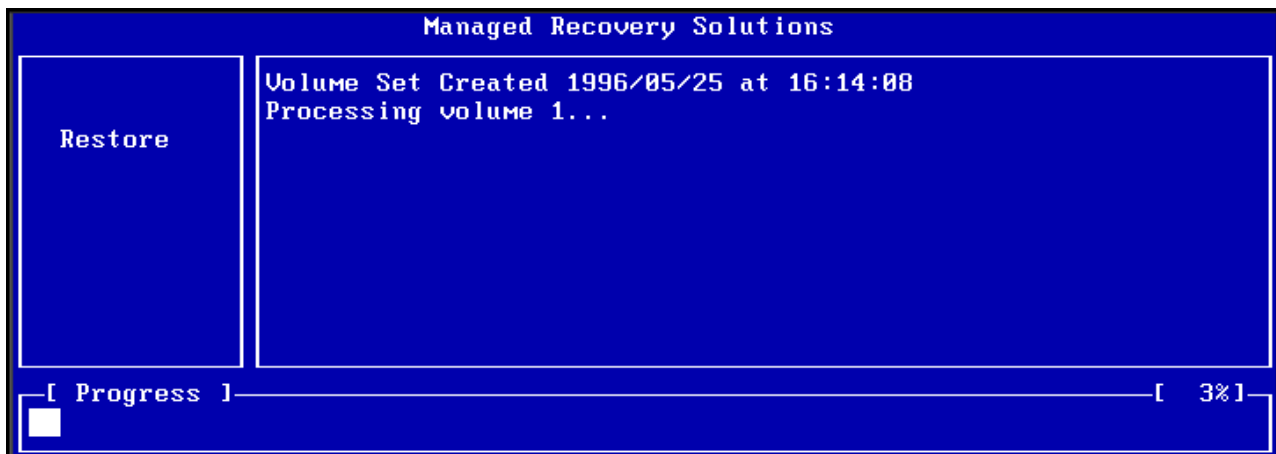 Managed Recovery Solutions
Restore
Volume Set Created 1996/05/25 at 16:14:08
Processing volume 1...
[ Progress ]
[ 3%]